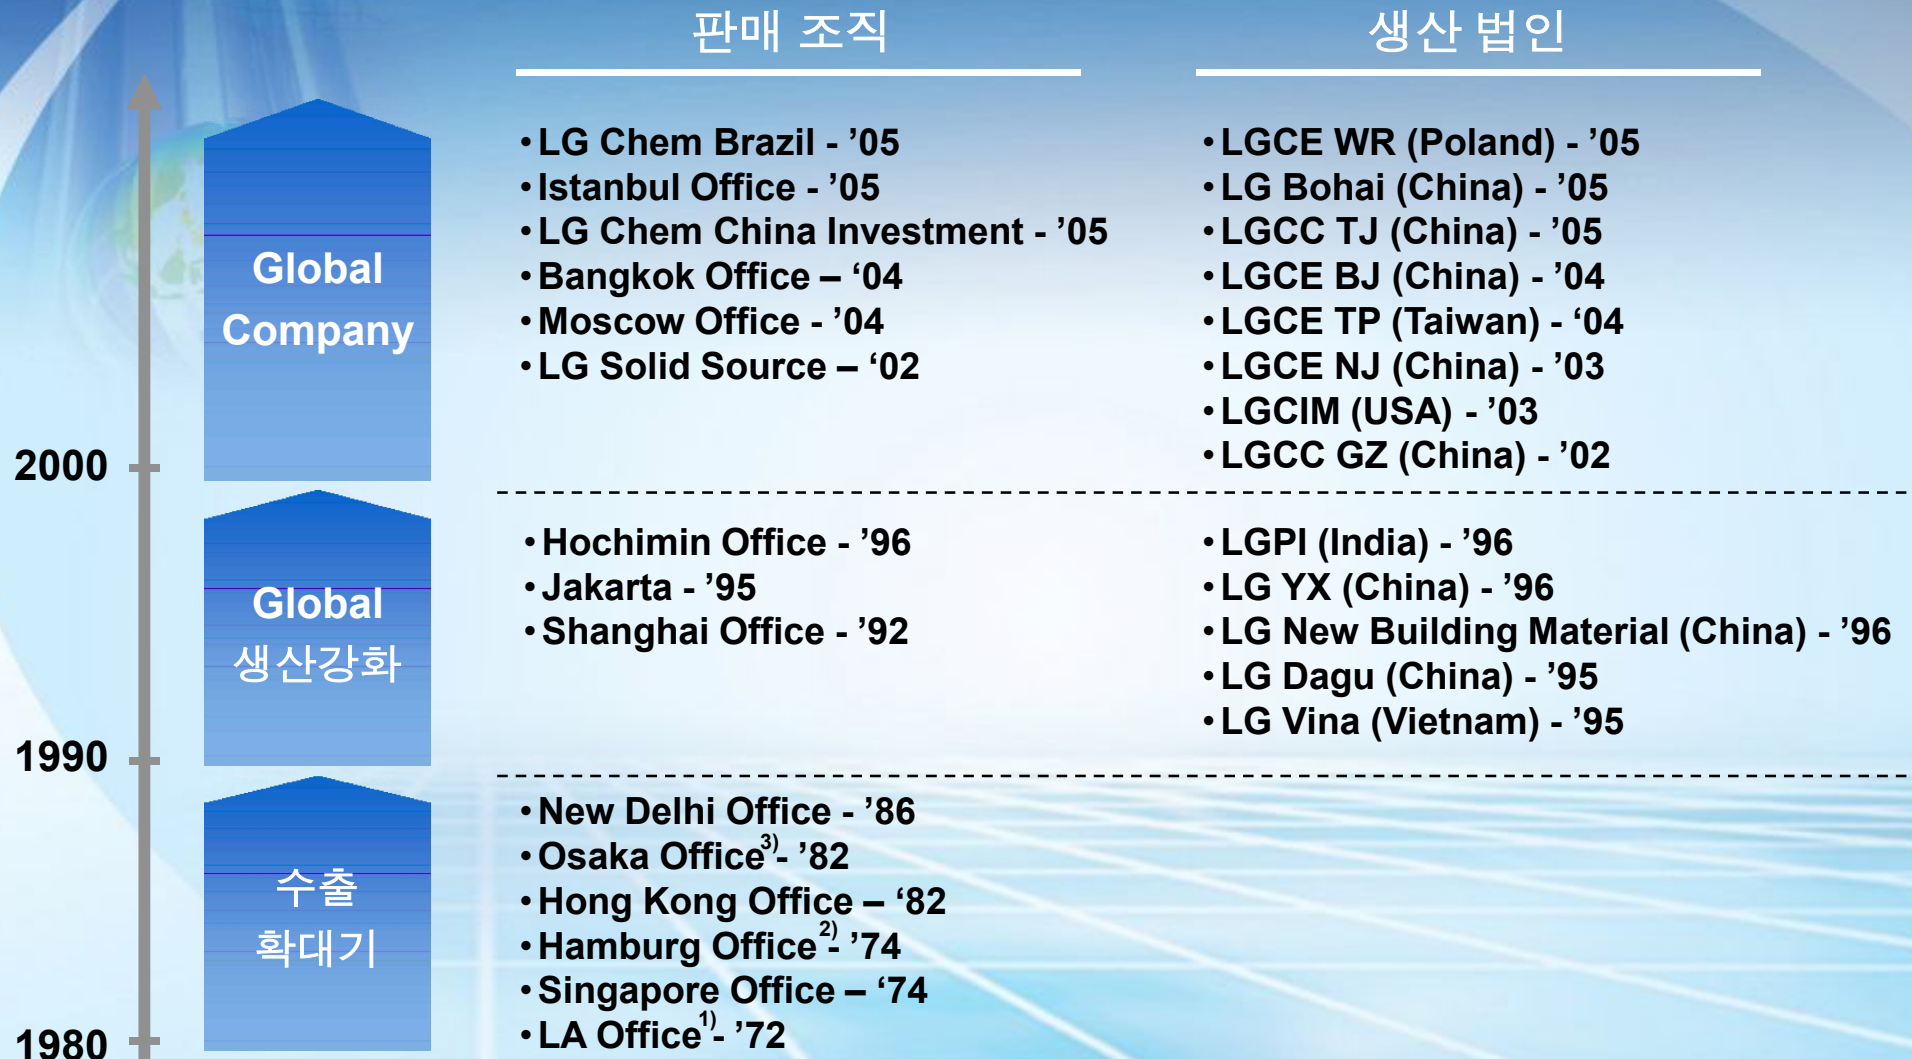 판매 조직
생산 법인
Global
Company
•LG Chem Brazil - ’05
•Istanbul Office - ’05
•LG Chem China Investment - ’05
•Bangkok Office – ‘04
•Moscow Office - ’04
•LG Solid Source – ‘02
•LGCE WR (Poland) - ’05
•LG Bohai (China) - ’05
•LGCC TJ (China) - ’05
•LGCE BJ (China) - ’04
•LGCE TP (Taiwan) - ‘04
•LGCE NJ (China) - ’03
•LGCIM (USA) - ’03
•LGCC GZ (China) - ’02
2000
Global
생산강화
•Hochimin Office - ’96
•Jakarta - ’95
•Shanghai Office - ’92
•LGPI (India) - ’96
•LG YX (China) - ’96
•LG New Building Material (China) - ’96
•LG Dagu (China) - ’95
•LG Vina (Vietnam) - ’95
1990
수출
확대기
•New Delhi Office - ’86
•Osaka Office3)- ’82
•Hong Kong Office – ‘82
•Hamburg Office2)- ’74
•Singapore Office – ‘74
•LA Office1)- ’72
1980